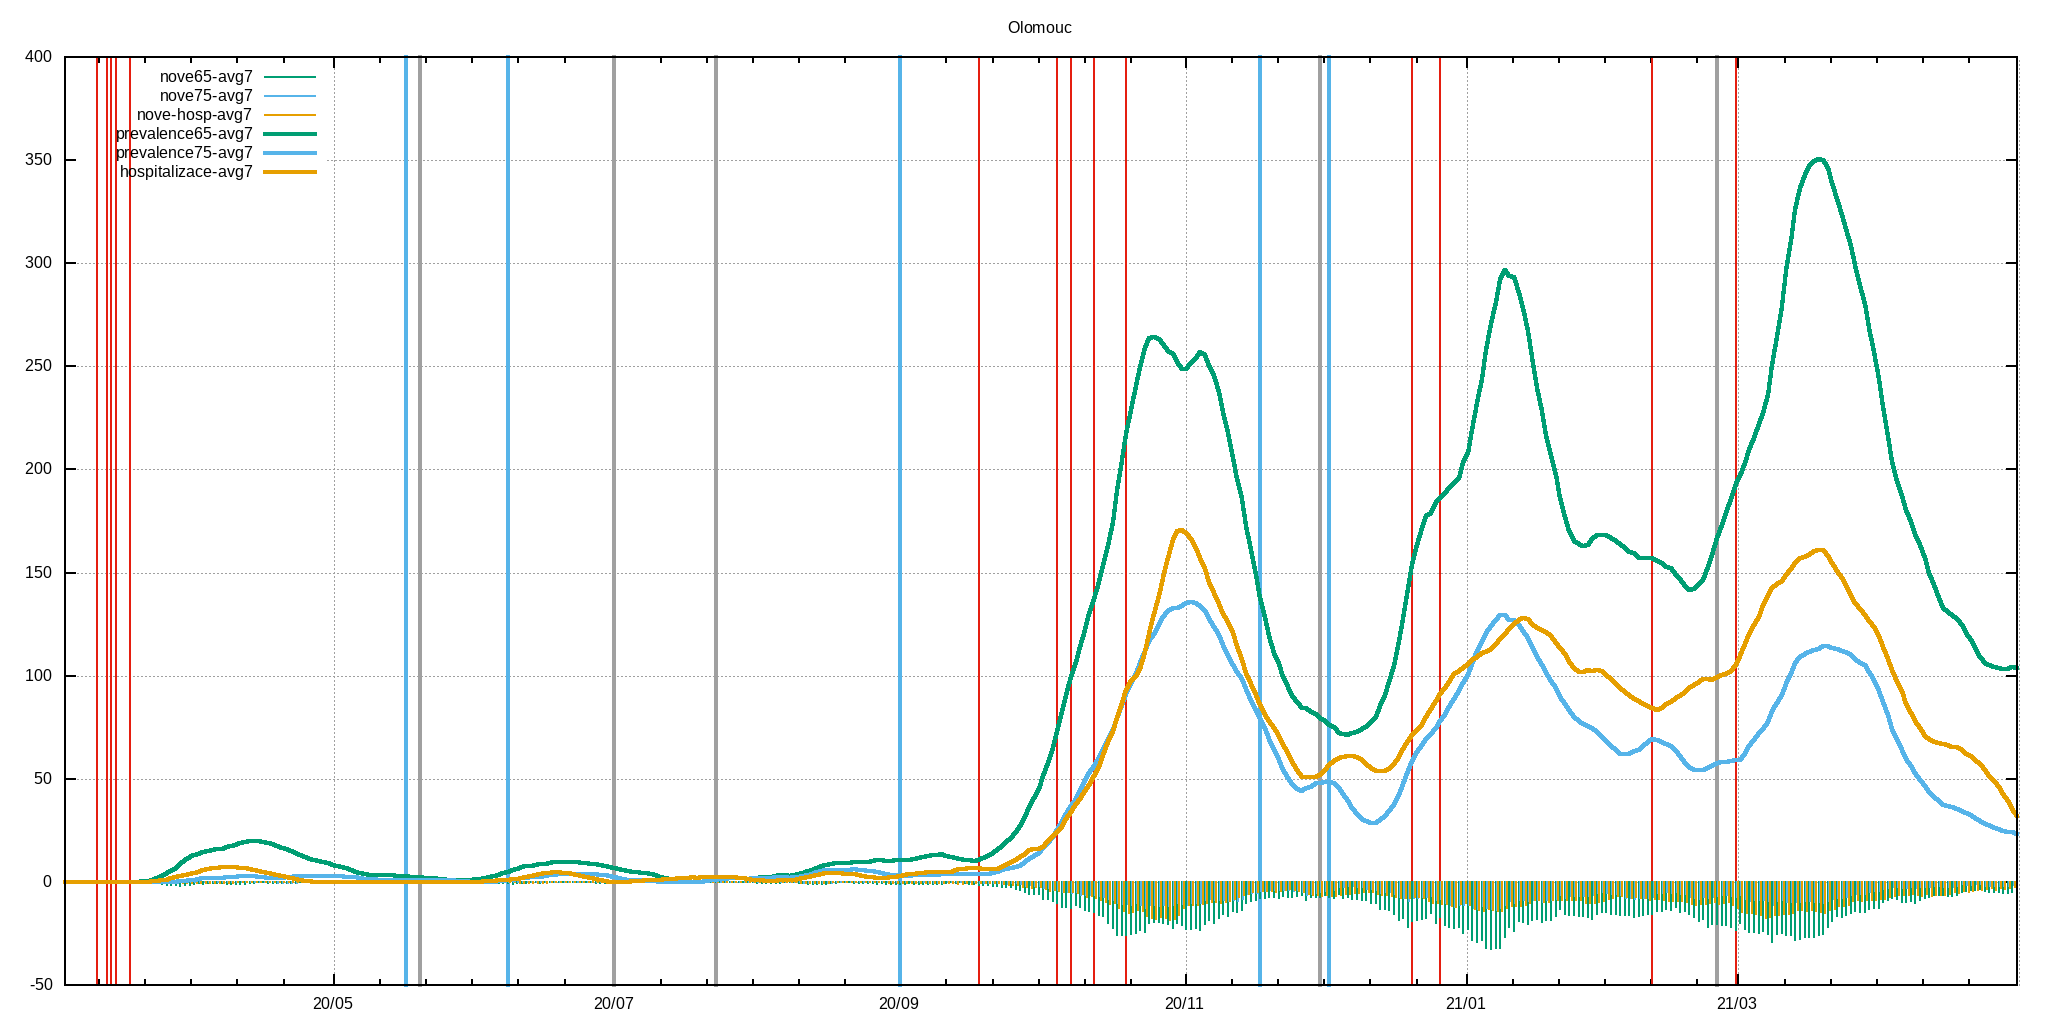 Olomouc
400
350
300
250
200
150
100
50
0
-50
nove65-avg7
nove75-avg7
nove-hosp-avg7
prevalence65-avg7
prevalence75-avg7
hospitalizace-avg7
20/05 20/07 20/09 20/11 21/01 21/03